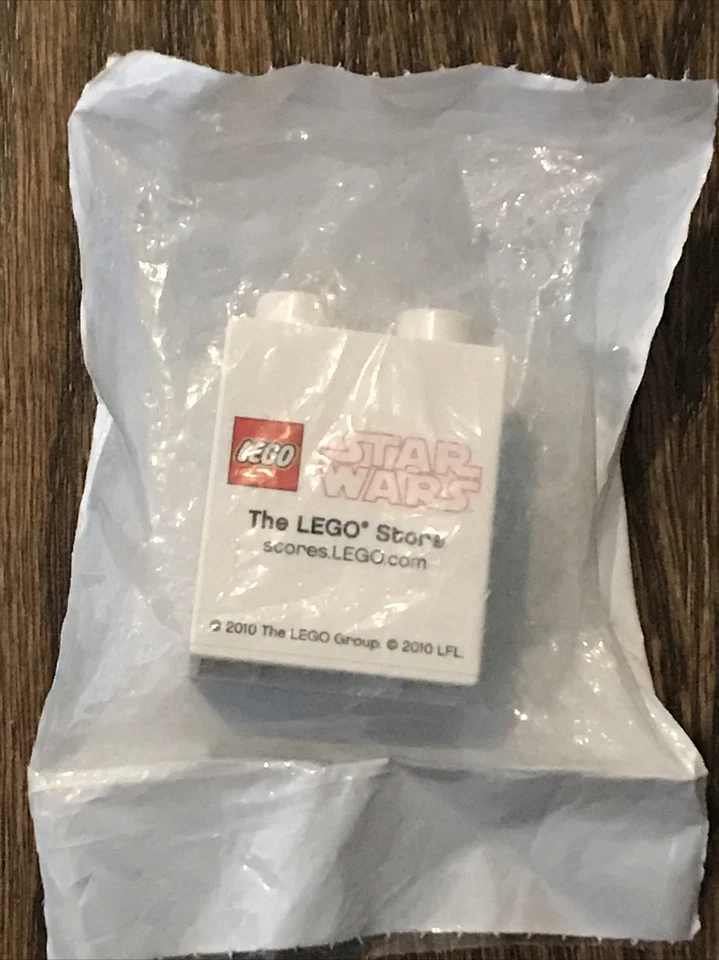 LEGO STAR WARS
The LEGO® Store
stores.LEGO.com
© 2010 The LEGO Group. © 2010 LFL.